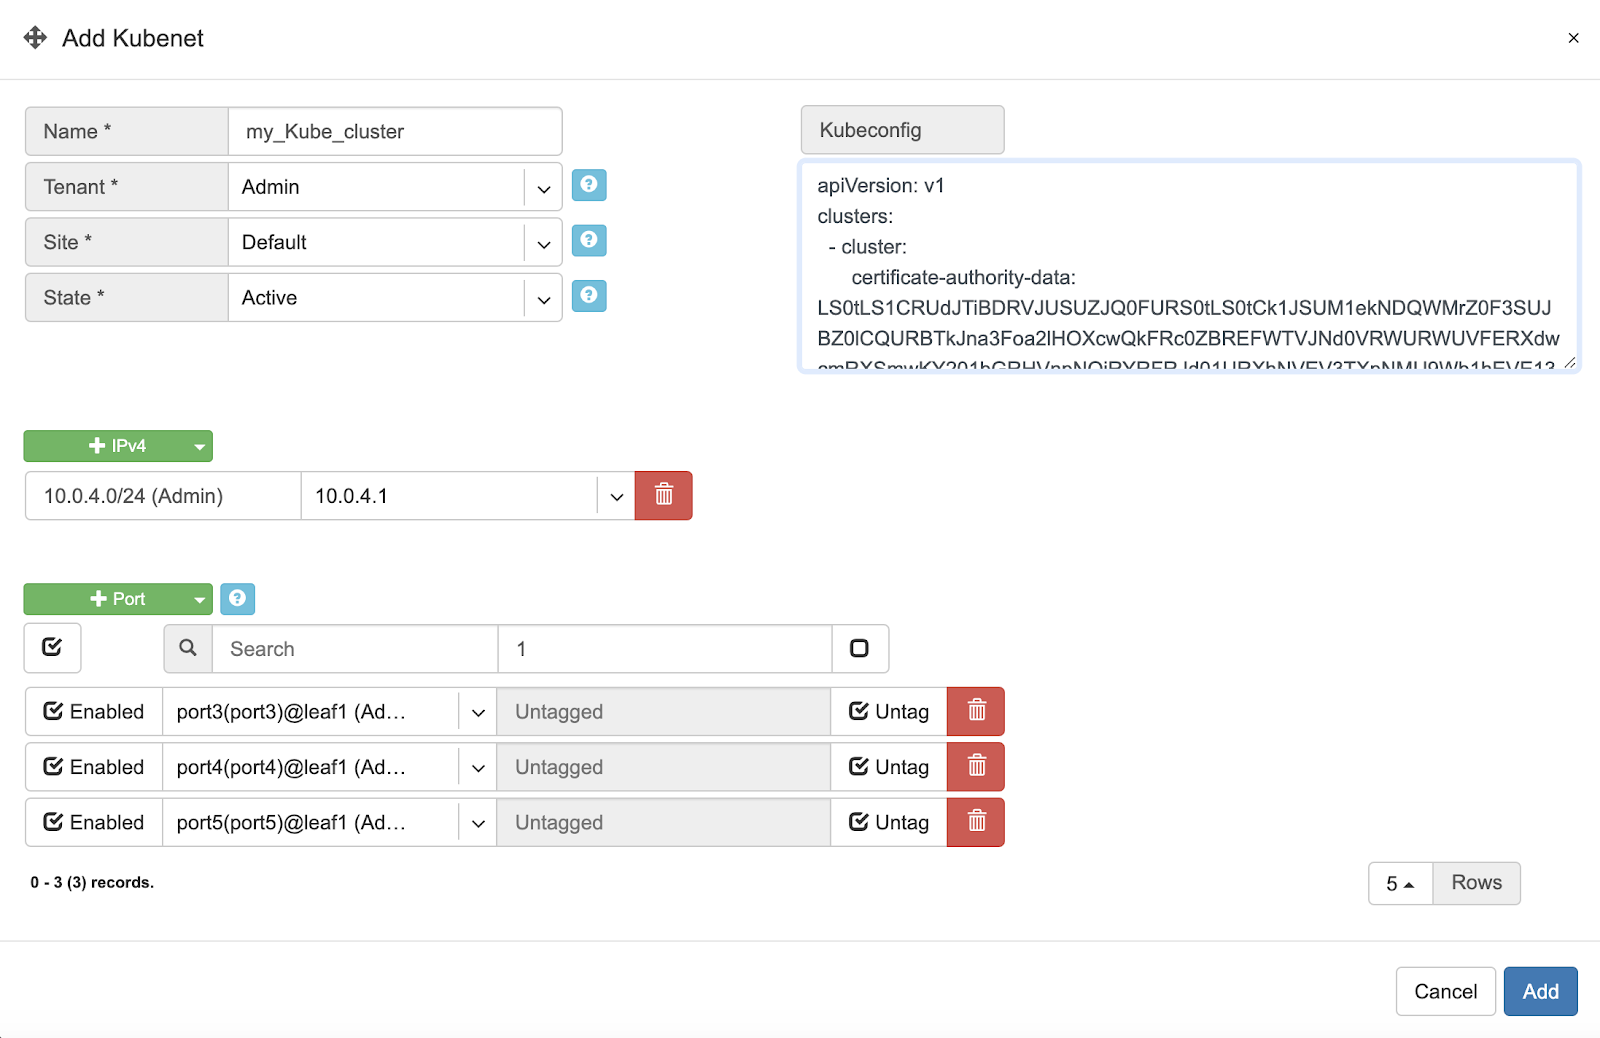 Add Kubenet
×
Name *
my_Kube_cluster
Tenant *
Admin
?
Site *
Default
?
State *
Active
?
Kubeconfig
apiVersion: v1
clusters:
- cluster:
certificate-authority-data:
LS0tLS1CRUdJTiBDRVJUSUZJQ0FURS0tLS0tCk1JSUM1ekNDQWMrZ0F3SUJ
BZ0lCQURBTkJna3Foa2lHOXcwQkFRc0ZBREFWTVJNd0VRWURWUVFERXdw
IPv4
10.0.4.0/24 (Admin)
10.0.4.1
Port
?
Search
1
Enabled
port3(port3)@leaf1 (Ad...
Untagged
Untag
Enabled
port4(port4)@leaf1 (Ad...
Untagged
Untag
Enabled
port5(port5)@leaf1 (Ad...
Untagged
Untag
0 - 3 (3) records.
5
Rows
Cancel
Add